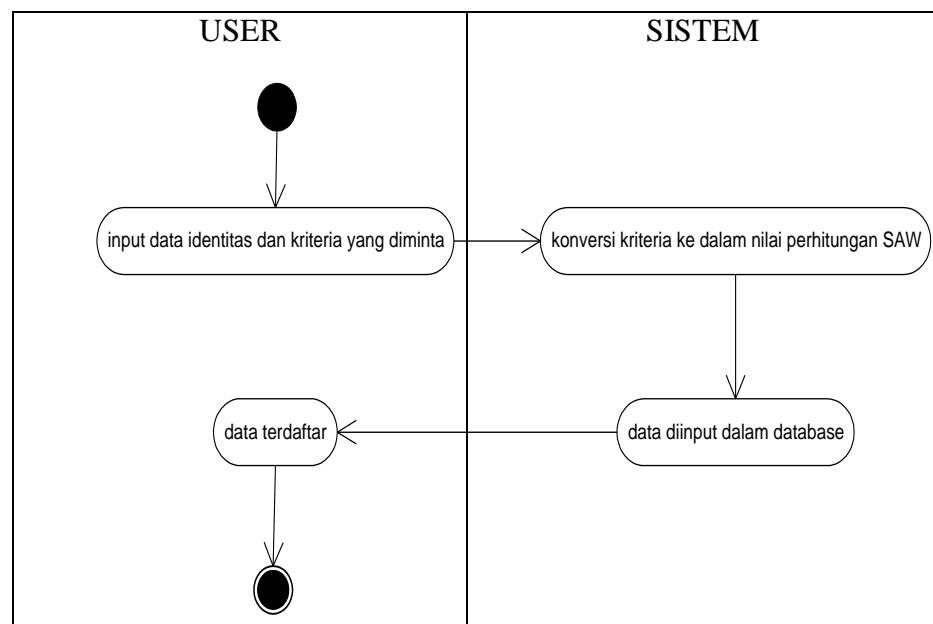 USER
SISTEM
input data identitas dan kriteria yang diminta
konversi kriteria ke dalam nilai perhitungan SAW
data terdaftar
data diinput dalam database